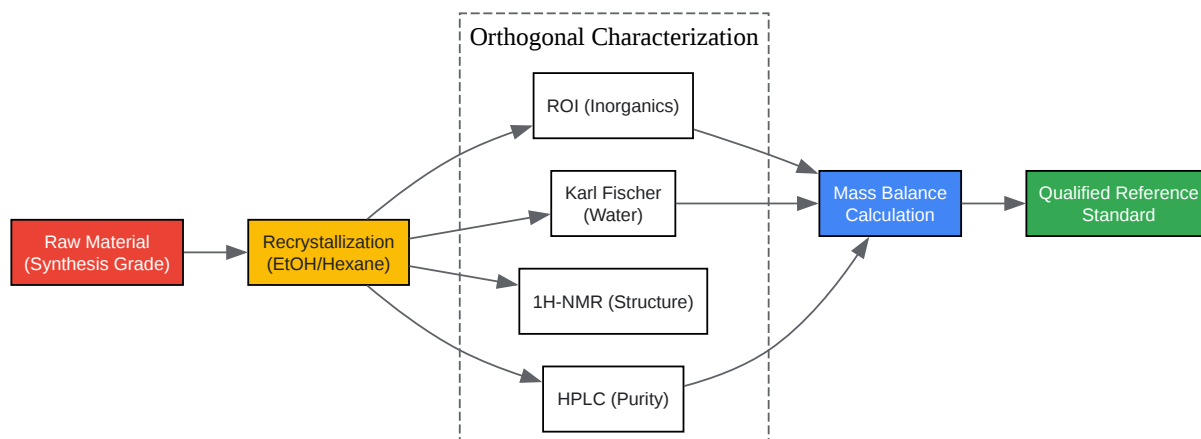 Orthogonal Characterization
Raw Material
(Synthesis Grade)
Recrystallization
(EtOH/Hexane)
ROI (Inorganics)
Karl Fischer
(Water)
1H-NMR (Structure)
HPLC (Purity)
Mass Balance
Calculation
Qualified Reference
Standard